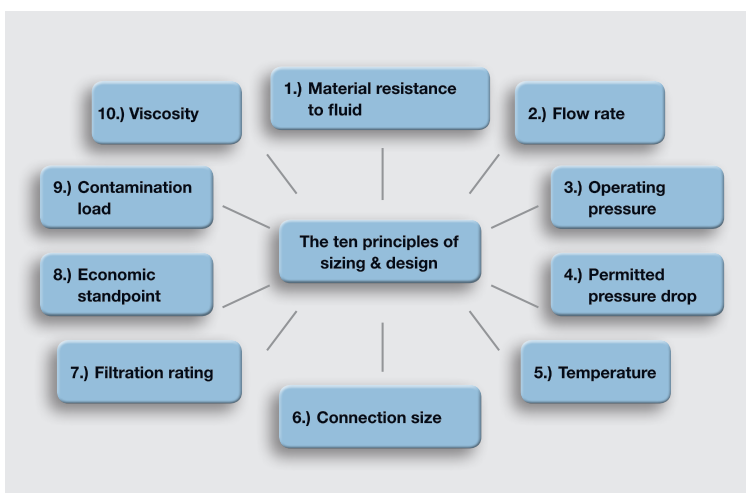 The ten principles of
sizing & design
1.) Material resistance
to fluid
2.) Flow rate
3.) Operating
pressure
4.) Permitted
pressure drop
5.) Temperature
6.) Connection size
7.) Filtration rating
8.) Economic
standpoint
9.) Contamination
load
10.) Viscosity